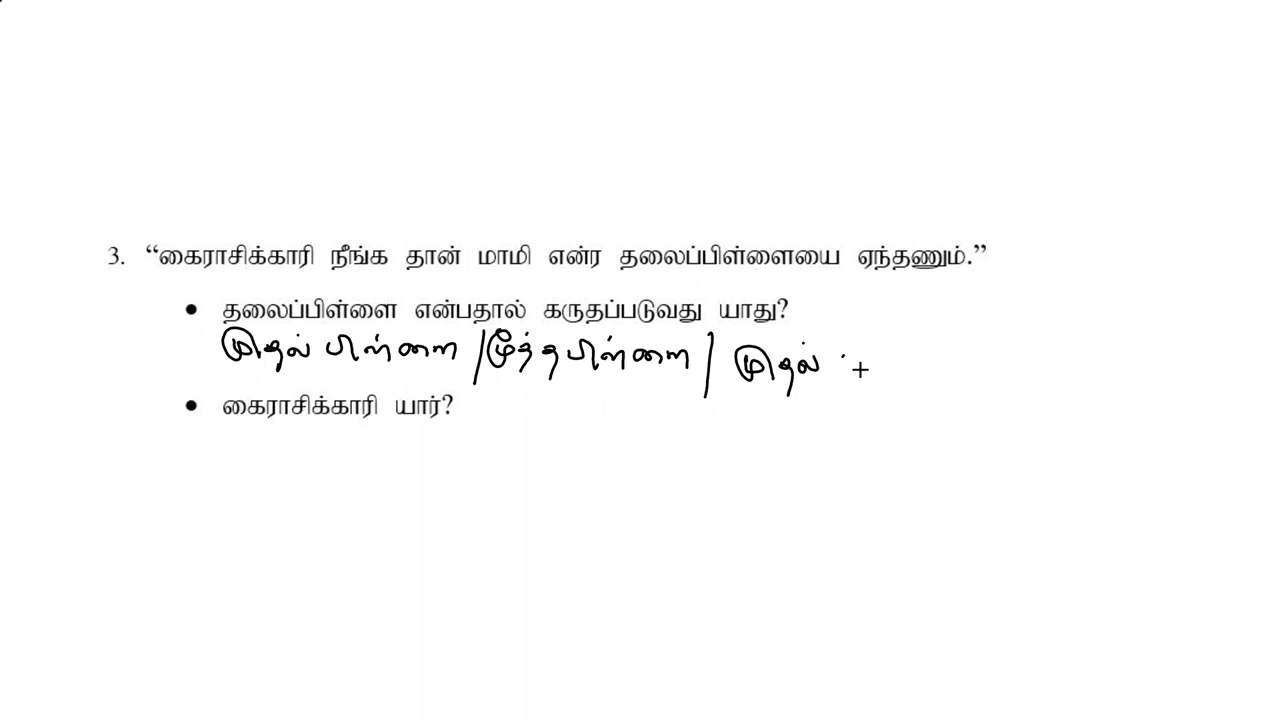 3. “கைராசிக்காரி நீங்க தான் மாமி என்ர தலைப்பிள்ளையை ஏந்தணும்.”
• தலைப்பிள்ளை என்பதால் கருதப்படுவது யாது?
முதல் பிள்ளை / மூத்த பிள்ளை / முதல்
• கைராசிக்காரி யார்?